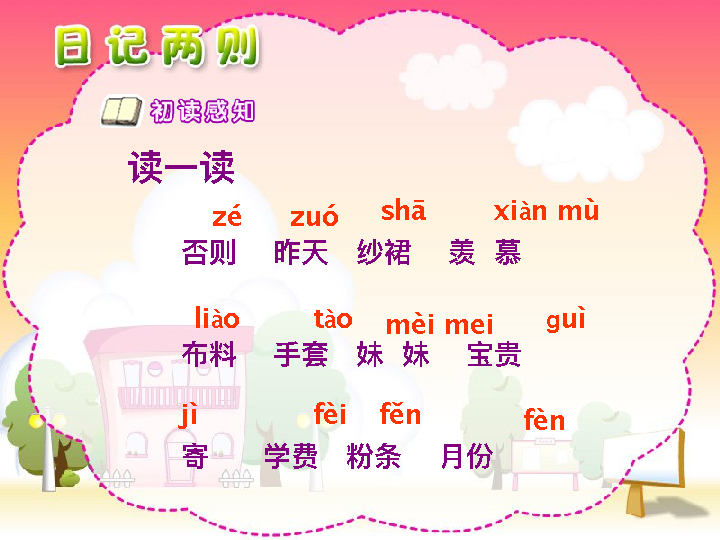 日记两则
初读感知
读一读
zé zuó shā xiàn mù
否则 昨天 纱裙 羡 慕
liào tào mèi mei guì
布料 手套 妹 妹 宝贵
jì fèi fěn fèn
寄 学费 粉条 月份